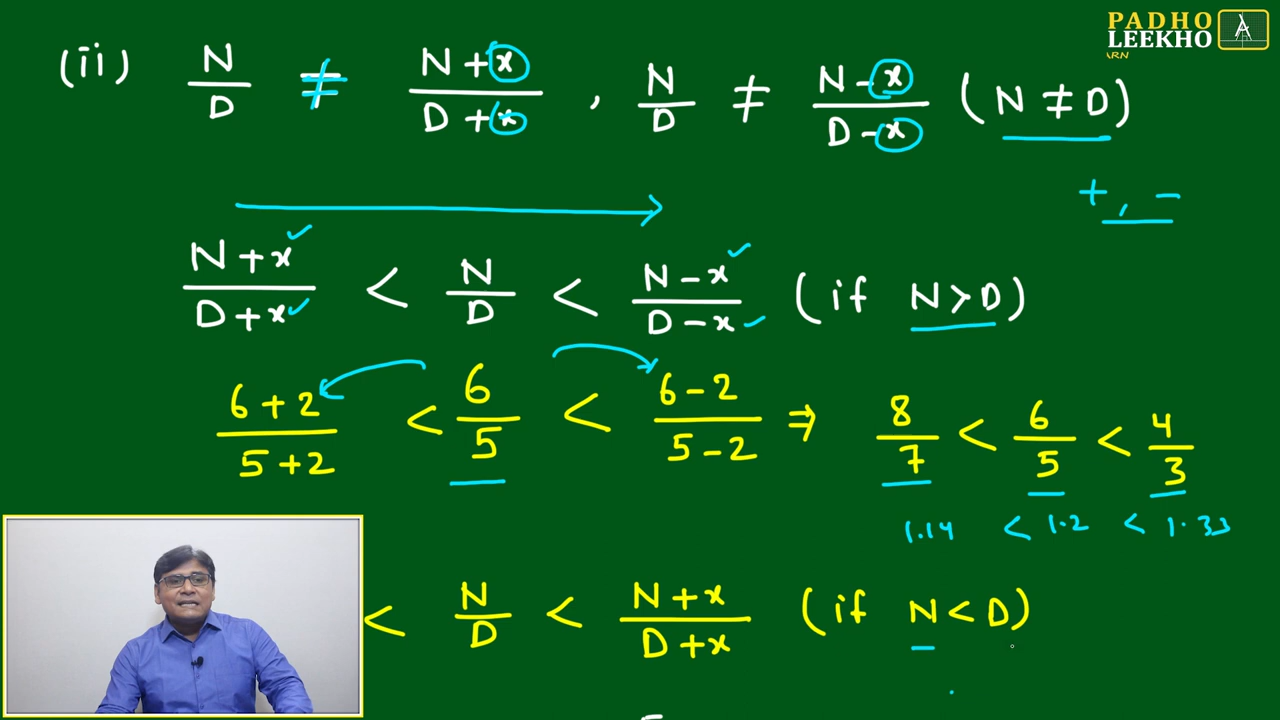 PADHO
LEEKHO
ARN
(ii) N/D ≠ N+x/D+x , N/D ≠ N-x/D-x (N ≠ D)
+, -
N+x/D+x < N/D < N-x/D-x (if N>D)
6+2/5+2 < 6/5 < 6-2/5-2 ⇒ 8/7 < 6/5 < 4/3
1.14 < 1.2 < 1.33
< N/D < N+x/D+x (if N<D)